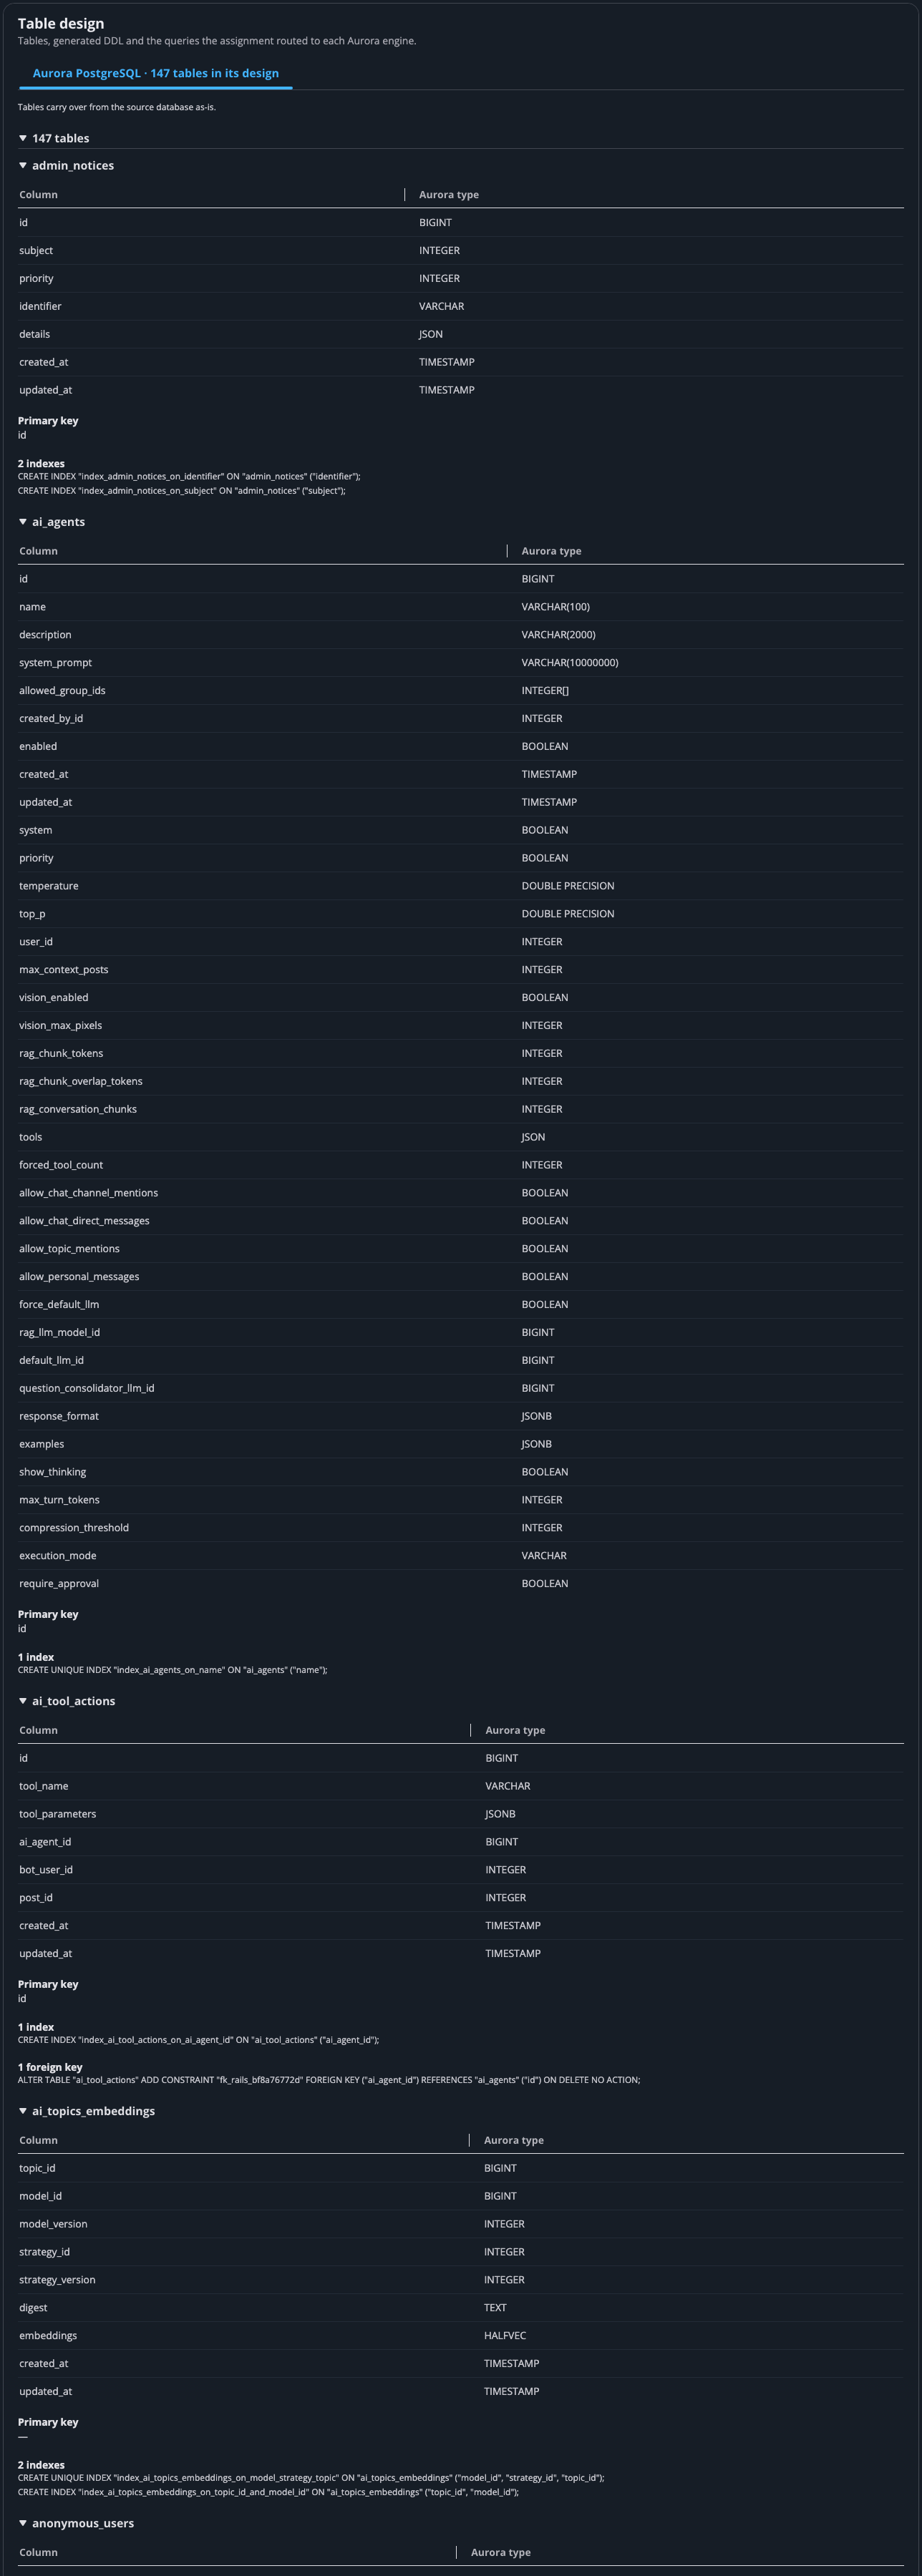 Table design
Tables, generated DDL and the queries the assignment routed to each Aurora engine.
Aurora PostgreSQL · 147 tables in its design
Tables carry over from the source database as-is.
▼ 147 tables
▼ admin_notices
Column Aurora type
id BIGINT
subject INTEGER
priority INTEGER
identifier VARCHAR
details JSON
created_at TIMESTAMP
updated_at TIMESTAMP
Primary key
id
2 indexes
CREATE INDEX "index_admin_notices_on_identifier" ON "admin_notices" ("identifier");
CREATE INDEX "index_admin_notices_on_subject" ON "admin_notices" ("subject");
▼ ai_agents
Column Aurora type
id BIGINT
name VARCHAR(100)
description VARCHAR(2000)
system_prompt VARCHAR(10000000)
allowed_group_ids INTEGER[]
created_by_id INTEGER
enabled BOOLEAN
created_at TIMESTAMP
updated_at TIMESTAMP
system BOOLEAN
priority BOOLEAN
temperature DOUBLE PRECISION
top_p DOUBLE PRECISION
user_id INTEGER
max_context_posts INTEGER
vision_enabled BOOLEAN
vision_max_pixels INTEGER
rag_chunk_tokens INTEGER
rag_chunk_overlap_tokens INTEGER
rag_conversation_chunks INTEGER
tools JSON
forced_tool_count INTEGER
allow_chat_channel_mentions BOOLEAN
allow_chat_direct_messages BOOLEAN
allow_topic_mentions BOOLEAN
allow_personal_messages BOOLEAN
force_default_llm BOOLEAN
rag_llm_model_id BIGINT
default_llm_id BIGINT
question_consolidator_llm_id BIGINT
response_format JSONB
examples JSONB
show_thinking BOOLEAN
max_turn_tokens INTEGER
compression_threshold INTEGER
execution_mode VARCHAR
require_approval BOOLEAN
Primary key
id
1 index
CREATE UNIQUE INDEX "index_ai_agents_on_name" ON "ai_agents" ("name");
▼ ai_tool_actions
Column Aurora type
id BIGINT
tool_name VARCHAR
tool_parameters JSONB
ai_agent_id BIGINT
bot_user_id INTEGER
post_id INTEGER
created_at TIMESTAMP
updated_at TIMESTAMP
Primary key
id
1 index
CREATE INDEX "index_ai_tool_actions_on_ai_agent_id" ON "ai_tool_actions" ("ai_agent_id");
1 foreign key
ALTER TABLE "ai_tool_actions" ADD CONSTRAINT "fk_rails_bf8a76772d" FOREIGN KEY ("ai_agent_id") REFERENCES "ai_agents" ("id") ON DELETE NO ACTION;
▼ ai_topics_embeddings
Column Aurora type
topic_id BIGINT
model_id BIGINT
model_version INTEGER
strategy_id INTEGER
strategy_version INTEGER
digest TEXT
embeddings HALFVEC
created_at TIMESTAMP
updated_at TIMESTAMP
Primary key
—
2 indexes
CREATE UNIQUE INDEX "index_ai_topics_embeddings_on_model_strategy_topic" ON "ai_topics_embeddings" ("model_id", "strategy_id", "topic_id");
CREATE INDEX "index_ai_topics_embeddings_on_topic_id_and_model_id" ON "ai_topics_embeddings" ("topic_id", "model_id");
▼ anonymous_users
Column Aurora type